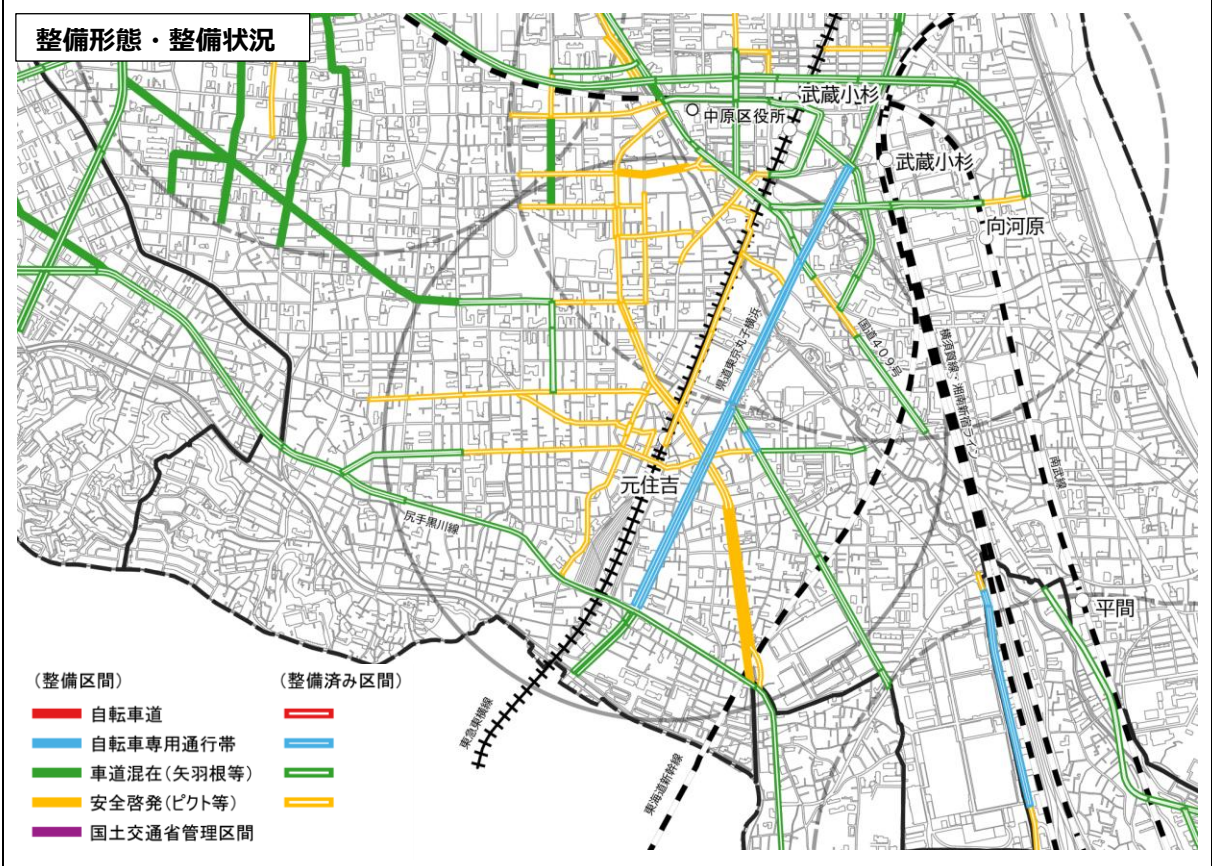 整備形態・整備状況
武蔵小杉
中原区役所
武蔵小杉
向河原
県道東京丸子横浜
国道409号
横須賀線・湘南新宿ライン
南武線
元住吉
尻手黒川線
平間
東急東横線
東海道新幹線
(整備区間)
(整備済み区間)
自転車道
自転車専用通行帯
車道混在(矢羽根等)
安全啓発(ピクト等)
国土交通省管理区間